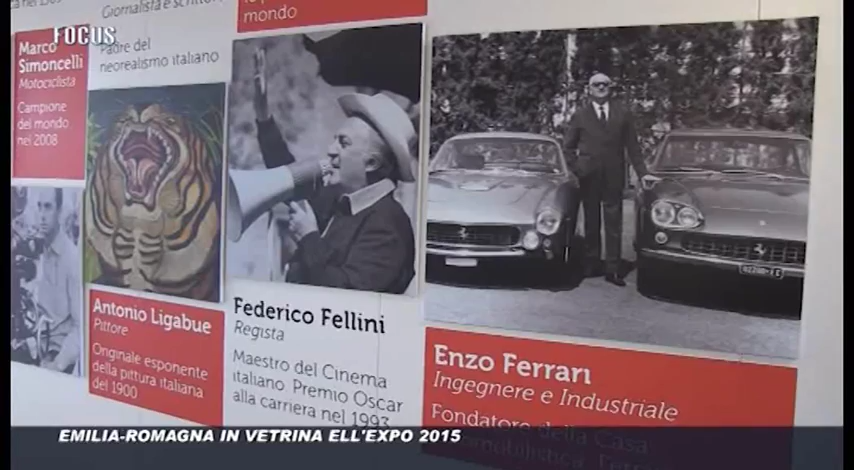 Giornalista e scrittore
mondo
FOCUS
Marco
Simoncelli
Motociclista
Campione
del mondo
nel 2008
Padre del
neorealismo italiano
Antonio Ligabue
Pittore
Originale esponente
della pittura italiana
del 1900
Federico Fellini
Regista
Maestro del Cinema
italiano Premio Oscar
alla carriera nel 1993
Enzo Ferrari
Ingegnere e Industriale
Fondatore della Casa
EMILIA-ROMAGNA IN VETRINA ELL'EXPO 2015